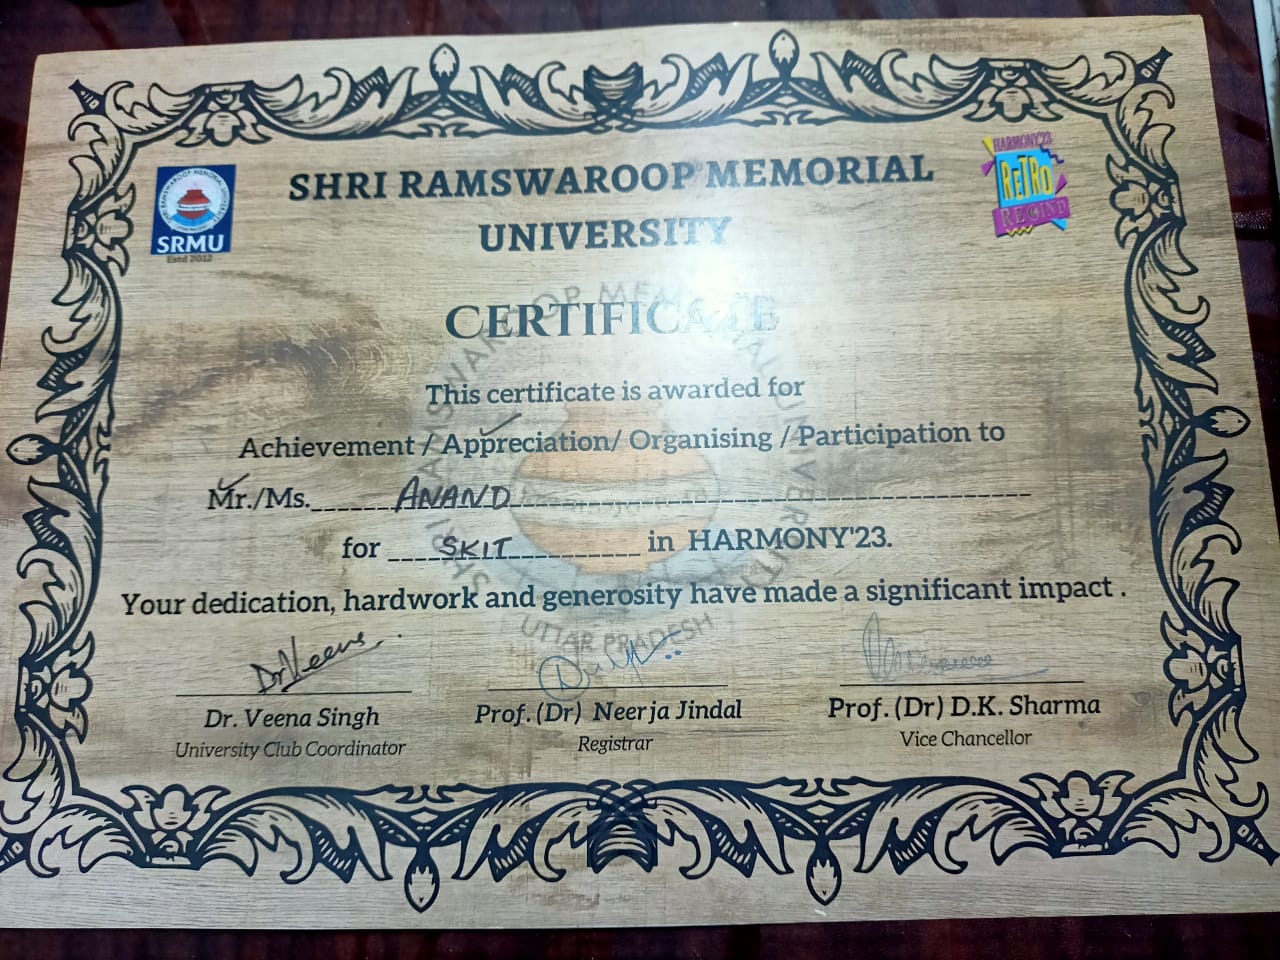 SHRI RAMSWAROOP MEMORIAL
UNIVERSITY
SRMU
Estd 2012
HARMONY'23
RETRO
REWIND
CERTIFICATE
This certificate is awarded for
Achievement / Appreciation/ Organising / Participation to
Mr./Ms. ANAND
for SKIT in HARMONY'23.
Your dedication, hardwork and generosity have made a significant impact .
SHRI RAMSWAROOP MEMORIAL UNIVERSITY
UTTAR PRADESH
Dr Veena
Dr. Veena Singh
Prof.(Dr) Neerja Jindal
Prof.(Dr) D.K. Sharma
University Club Coordinator
Registrar
Vice Chancellor